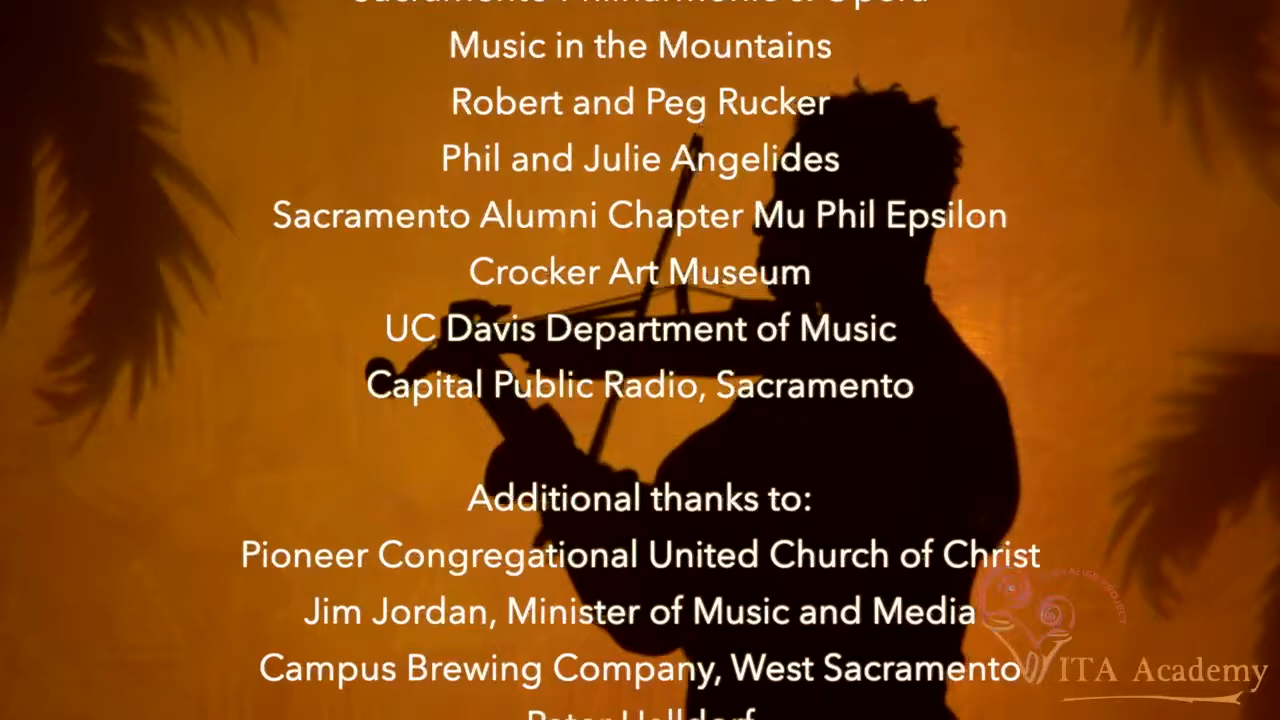 Music in the Mountains
Robert and Peg Rucker
Phil and Julie Angelides
Sacramento Alumni Chapter Mu Phil Epsilon
Crocker Art Museum
UC Davis Department of Music
Capital Public Radio, Sacramento
Additional thanks to:
Pioneer Congregational United Church of Christ
Jim Jordan, Minister of Music and Media
Campus Brewing Company, West Sacramento
VITA Academy